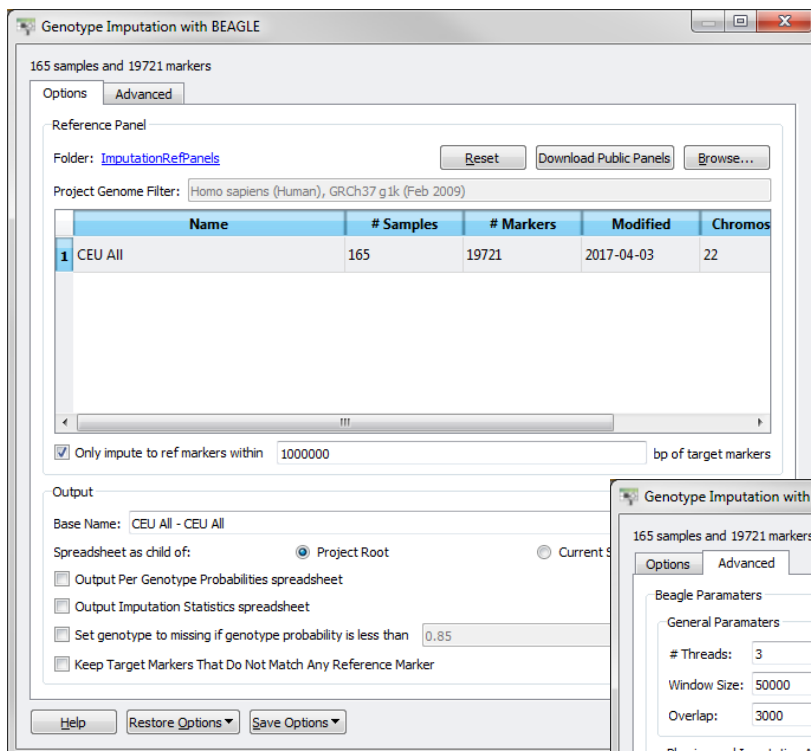 Genotype Imputation with BEAGLE
165 samples and 19721 markers
Options Advanced
Reference Panel
Folder: ImputationRefPanels Reset Download Public Panels Browse...
Project Genome Filter: Homo sapiens (Human), GRCh37 g1k (Feb 2009)
Name # Samples # Markers Modified Chromos
1 CEU All 165 19721 2017-04-03 22
Only impute to ref markers within 1000000 bp of target markers
Output
Base Name: CEU All - CEU All
Spreadsheet as child of: Project Root Current S
Output Per Genotype Probabilities spreadsheet
Output Imputation Statistics spreadsheet
Set genotype to missing if genotype probability is less than 0.85
Keep Target Markers That Do Not Match Any Reference Marker
Help Restore Options Save Options
Genotype Imputation with
165 samples and 19721 markers
Options Advanced
Beagle Paramaters
General Paramaters
# Threads: 3
Window Size: 50000
Overlap: 3000